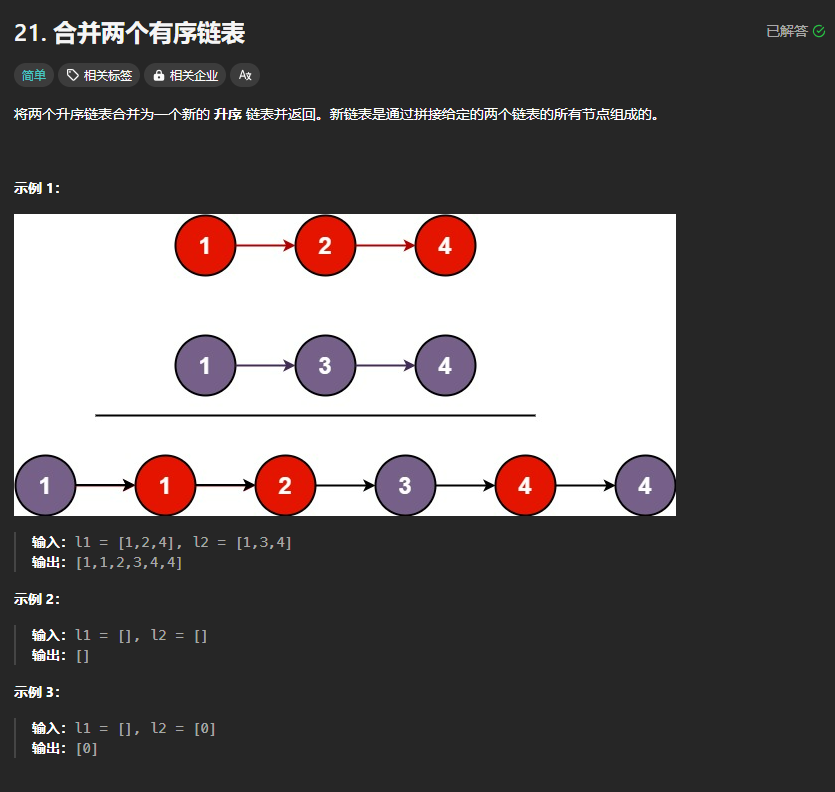 21. 合并两个有序链表
已解答
简单 相关标签 相关企业 Ax
将两个升序链表合并为一个新的 升序 链表并返回。新链表是通过拼接给定的两个链表的所有节点组成的。
示例 1：
1 2 4
1 3 4
1 1 2 3 4 4
输入：l1 = [1,2,4], l2 = [1,3,4]
输出：[1,1,2,3,4,4]
示例 2：
输入：l1 = [], l2 = []
输出：[]
示例 3：
输入：l1 = [], l2 = [0]
输出：[0]